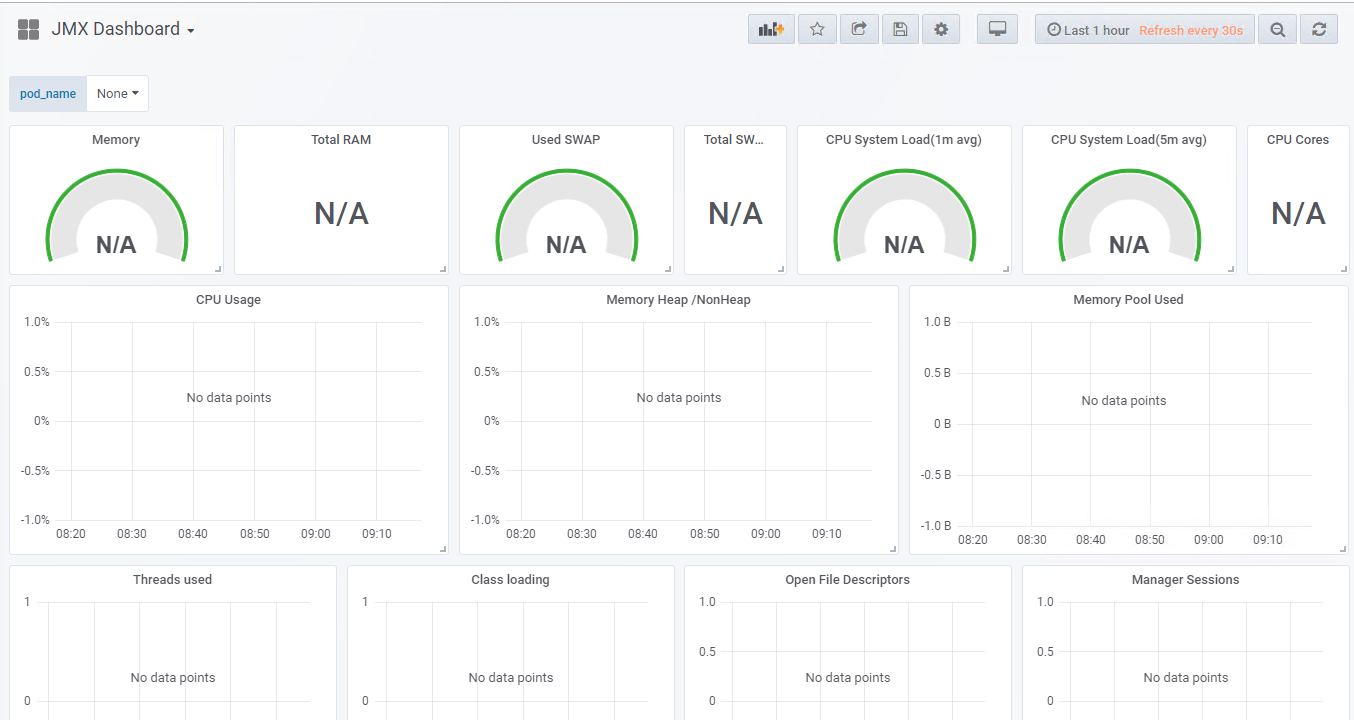 JMX Dashboard
Last 1 hour Refresh every 30s
pod_name None
Memory
N/A
Total RAM
N/A
Used SWAP
N/A
Total SW...
N/A
CPU System Load(1m avg)
N/A
CPU System Load(5m avg)
N/A
CPU Cores
N/A
CPU Usage
1.0%
0.5%
No data points
0%
-0.5%
-1.0%
08:20 08:30 08:40 08:50 09:00 09:10
Memory Heap /NonHeap
1.0%
0.5%
No data points
0%
-0.5%
-1.0%
08:20 08:30 08:40 08:50 09:00 09:10
Memory Pool Used
1.0 B
0.5 B
No data points
0 B
-0.5 B
-1.0 B
08:20 08:30 08:40 08:50 09:00 09:10
Threads used
1
No data points
0
Class loading
1
No data points
0
Open File Descriptors
1.0
0.5
No data points
0
Manager Sessions
1.0
0.5
No data points
0